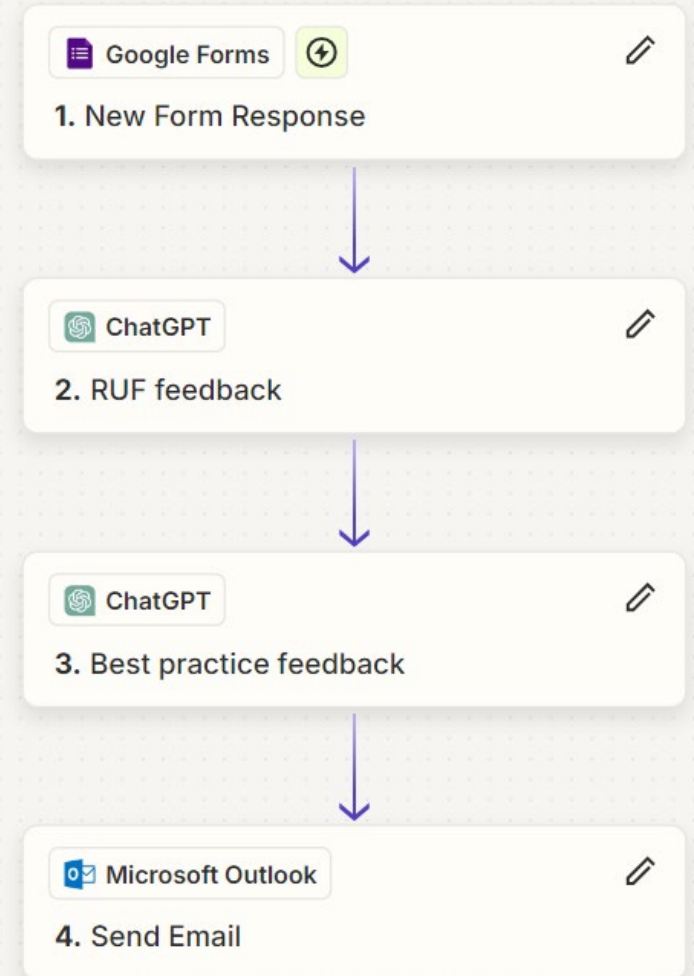 Google Forms
1. New Form Response
ChatGPT
2. RUF feedback
ChatGPT
3. Best practice feedback
Microsoft Outlook
4. Send Email